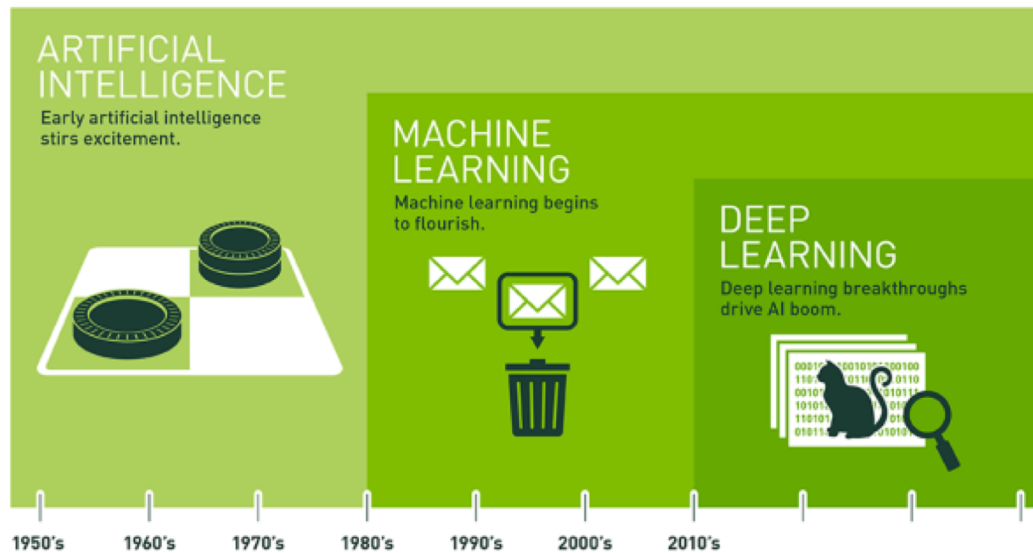 ARTIFICIAL
INTELLIGENCE
Early artificial intelligence
stirs excitement.
MACHINE
LEARNING
Machine learning begins
to flourish.
DEEP
LEARNING
Deep learning breakthroughs
drive AI boom.
1950's
1960's
1970's
1980's
1990's
2000's
2010's